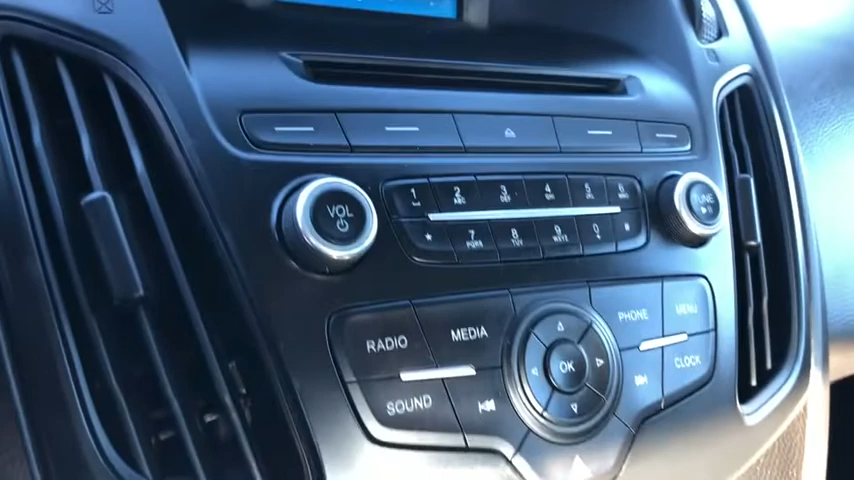 VOL
1
2 ABC
3 DEF
4 GHI
5 JKL
6 MNO
TUNE
*
7 PQRS
8 TUV
9 WXYZ
0
#
RADIO
MEDIA
PHONE
MENU
OK
SOUND
CLOCK